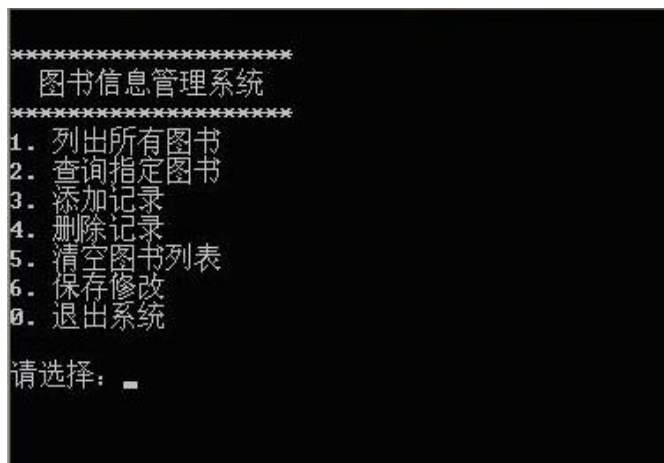 ********************
图书信息管理系统
********************
1. 列出所有图书
2. 查询指定图书
3. 添加记录
4. 删除记录
5. 清空图书列表
6. 保存修改
0. 退出系统
请选择: